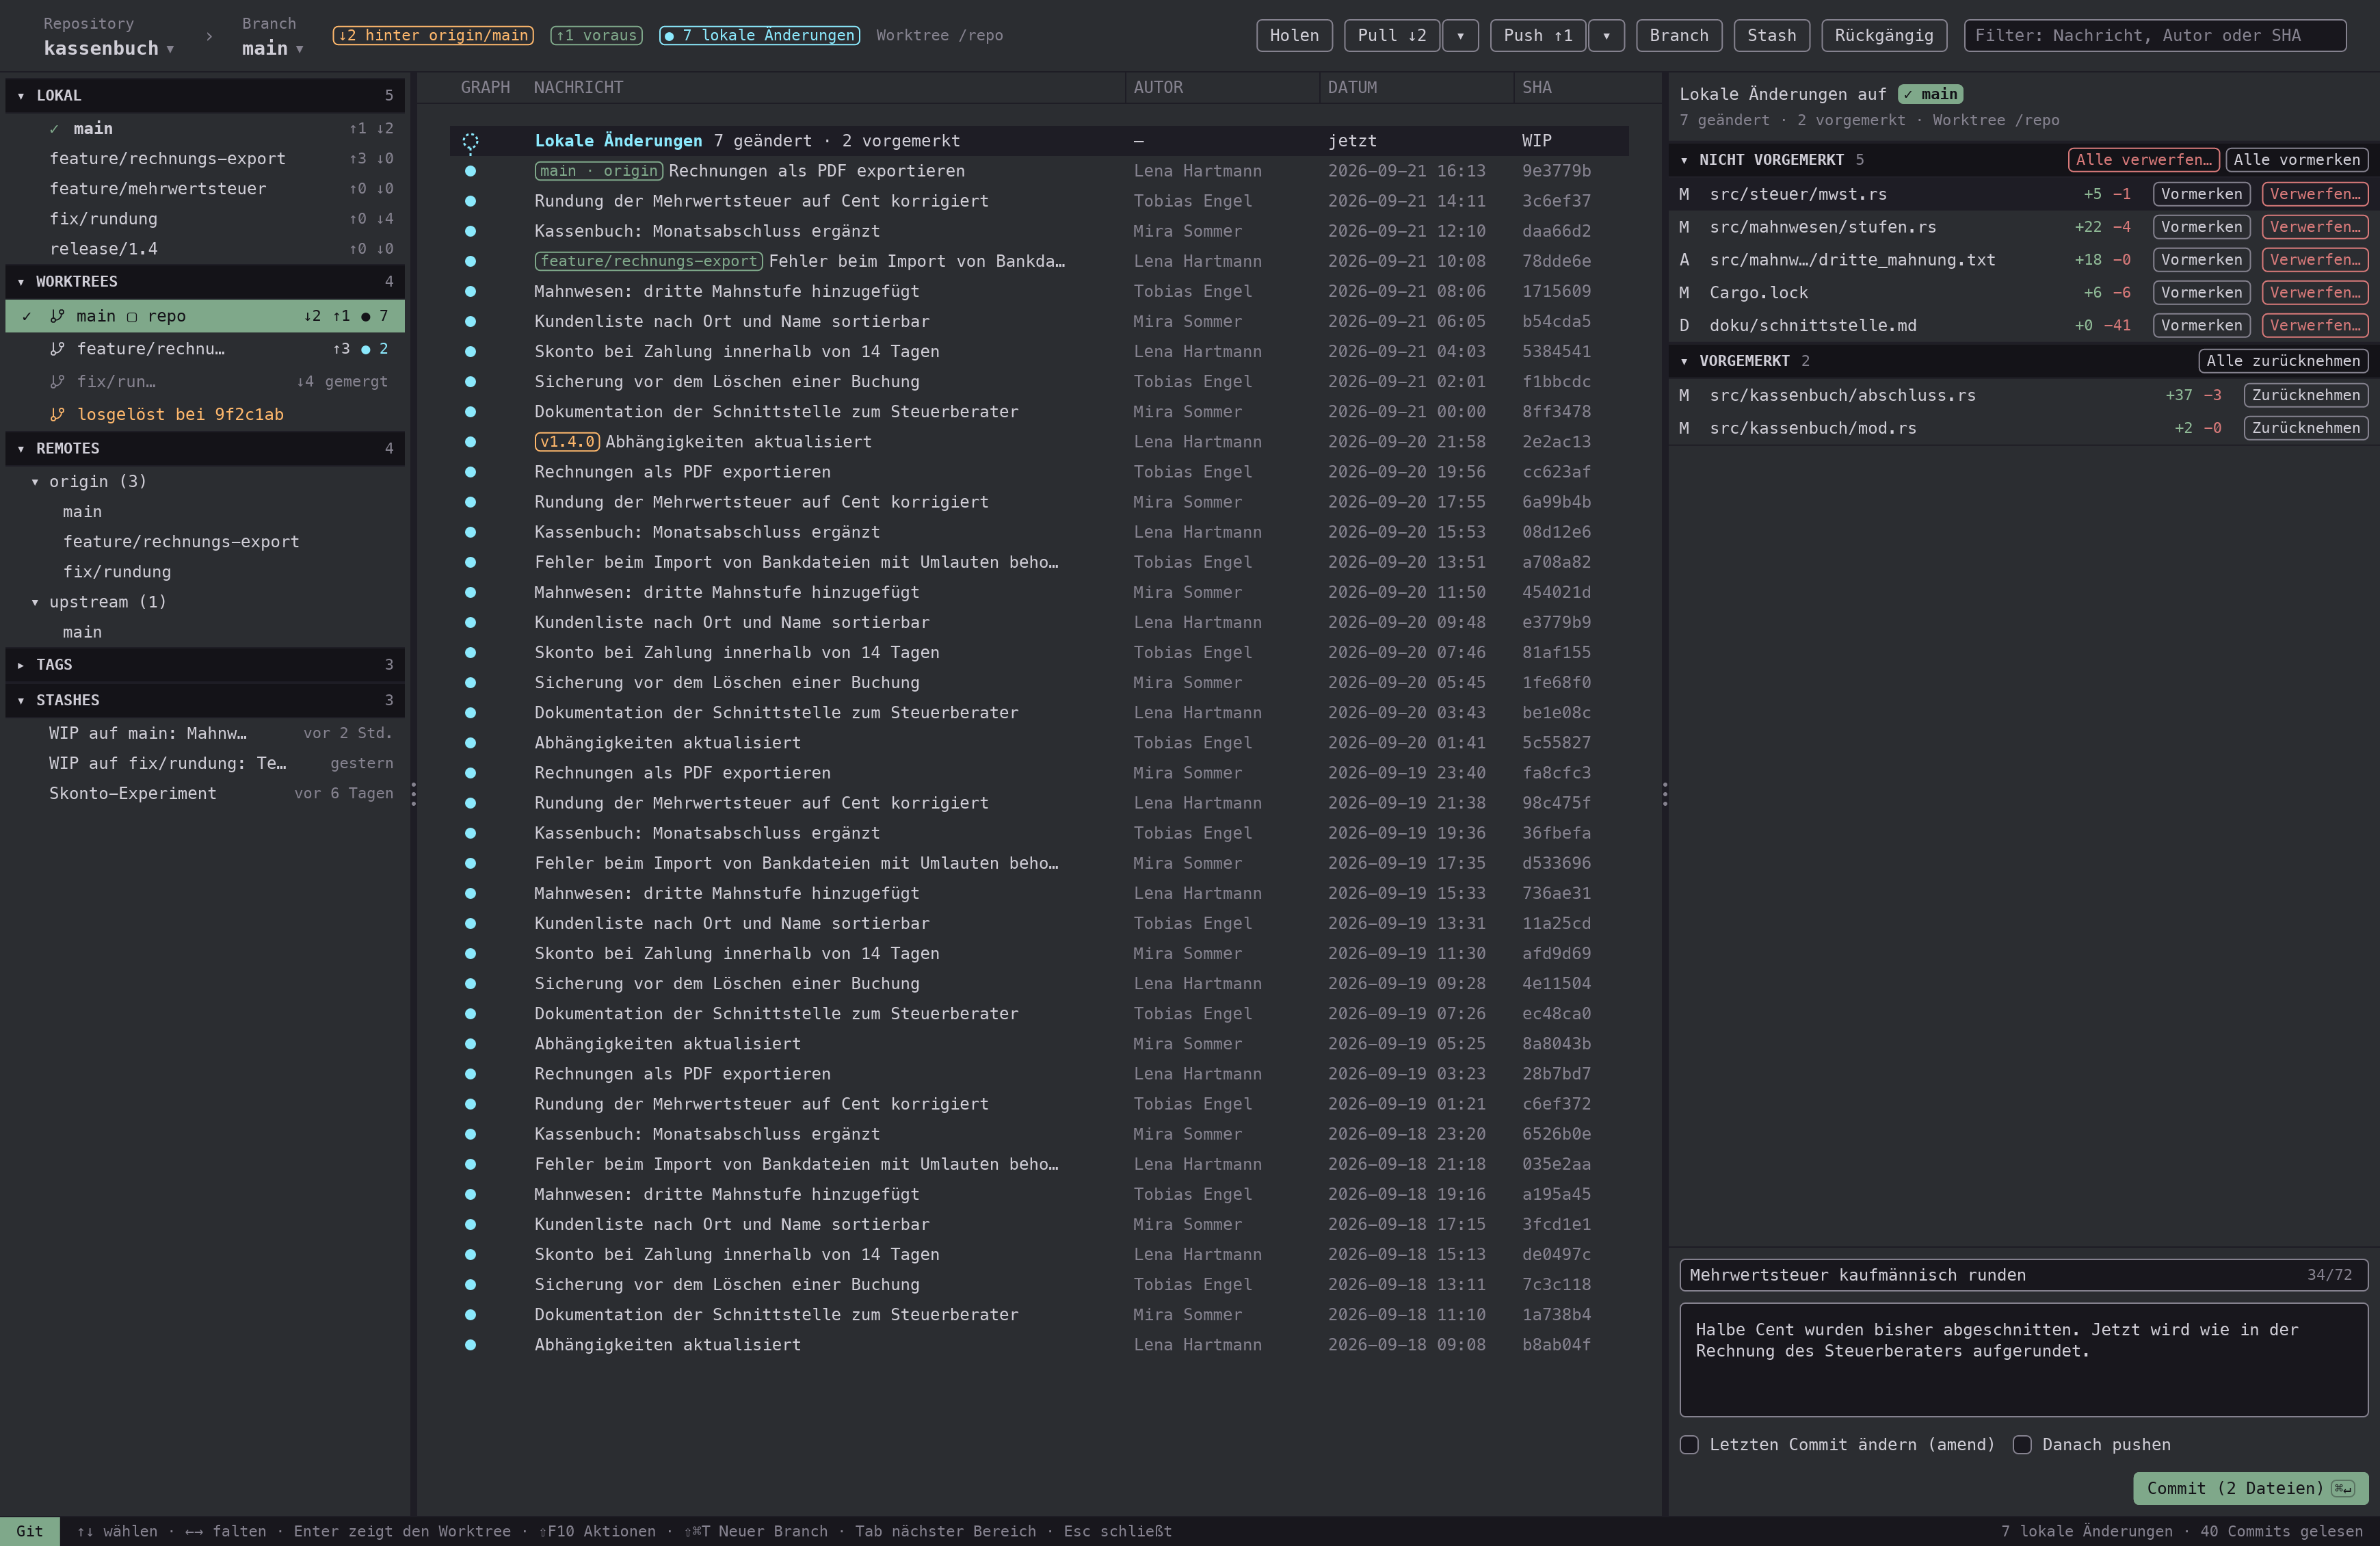 Repository
kassenbuch ▾
›
Branch
main ▾
↓2 hinter origin/main
↑1 voraus
● 7 lokale Änderungen
Worktree /repo
Holen
Pull ↓2 ▾
Push ↑1 ▾
Branch
Stash
Rückgängig
Filter: Nachricht, Autor oder SHA
▾ LOKAL 5
✓ main ↑1 ↓2
feature/rechnungs-export ↑3 ↓0
feature/mehrwertsteuer ↑0 ↓0
fix/rundung ↑0 ↓4
release/1.4 ↑0 ↓0
▾ WORKTREES 4
✓ main ▢ repo ↓2 ↑1 ● 7
feature/rechnu… ↑3 ● 2
fix/run… ↓4 gemergt
losgelöst bei 9f2c1ab
▾ REMOTES 4
▾ origin (3)
main
feature/rechnungs-export
fix/rundung
▾ upstream (1)
main
▸ TAGS 3
▾ STASHES 3
WIP auf main: Mahnw… vor 2 Std.
WIP auf fix/rundung: Te… gestern
Skonto-Experiment vor 6 Tagen
GRAPH NACHRICHT AUTOR DATUM SHA
Lokale Änderungen 7 geändert · 2 vorgemerkt — jetzt WIP
main · origin Rechnungen als PDF exportieren Lena Hartmann 2026-09-21 16:13 9e3779b
Rundung der Mehrwertsteuer auf Cent korrigiert Tobias Engel 2026-09-21 14:11 3c6ef37
Kassenbuch: Monatsabschluss ergänzt Mira Sommer 2026-09-21 12:10 daa66d2
feature/rechnungs-export Fehler beim Import von Bankda… Lena Hartmann 2026-09-21 10:08 78dde6e
Mahnwesen: dritte Mahnstufe hinzugefügt Tobias Engel 2026-09-21 08:06 1715609
Kundenliste nach Ort und Name sortierbar Mira Sommer 2026-09-21 06:05 b54cda5
Skonto bei Zahlung innerhalb von 14 Tagen Lena Hartmann 2026-09-21 04:03 5384541
Sicherung vor dem Löschen einer Buchung Tobias Engel 2026-09-21 02:01 f1bbcdc
Dokumentation der Schnittstelle zum Steuerberater Mira Sommer 2026-09-21 00:00 8ff3478
v1.4.0 Abhängigkeiten aktualisiert Lena Hartmann 2026-09-20 21:58 2e2ac13
Rechnungen als PDF exportieren Tobias Engel 2026-09-20 19:56 cc623af
Rundung der Mehrwertsteuer auf Cent korrigiert Mira Sommer 2026-09-20 17:55 6a99b4b
Kassenbuch: Monatsabschluss ergänzt Lena Hartmann 2026-09-20 15:53 08d12e6
Fehler beim Import von Bankdateien mit Umlauten beho… Tobias Engel 2026-09-20 13:51 a708a82
Mahnwesen: dritte Mahnstufe hinzugefügt Mira Sommer 2026-09-20 11:50 454021d
Kundenliste nach Ort und Name sortierbar Lena Hartmann 2026-09-20 09:48 e3779b9
Skonto bei Zahlung innerhalb von 14 Tagen Tobias Engel 2026-09-20 07:46 81af155
Sicherung vor dem Löschen einer Buchung Mira Sommer 2026-09-20 05:45 1fe68f0
Dokumentation der Schnittstelle zum Steuerberater Lena Hartmann 2026-09-20 03:43 be1e08c
Abhängigkeiten aktualisiert Tobias Engel 2026-09-20 01:41 5c55827
Rechnungen als PDF exportieren Mira Sommer 2026-09-19 23:40 fa8cfc3
Rundung der Mehrwertsteuer auf Cent korrigiert Lena Hartmann 2026-09-19 21:38 98c475f
Kassenbuch: Monatsabschluss ergänzt Tobias Engel 2026-09-19 19:36 36fbefa
Fehler beim Import von Bankdateien mit Umlauten beho… Mira Sommer 2026-09-19 17:35 d533696
Mahnwesen: dritte Mahnstufe hinzugefügt Lena Hartmann 2026-09-19 15:33 736ae31
Kundenliste nach Ort und Name sortierbar Tobias Engel 2026-09-19 13:31 11a25cd
Skonto bei Zahlung innerhalb von 14 Tagen Mira Sommer 2026-09-19 11:30 afd9d69
Sicherung vor dem Löschen einer Buchung Lena Hartmann 2026-09-19 09:28 4e11504
Dokumentation der Schnittstelle zum Steuerberater Tobias Engel 2026-09-19 07:26 ec48ca0
Abhängigkeiten aktualisiert Mira Sommer 2026-09-19 05:25 8a8043b
Rechnungen als PDF exportieren Lena Hartmann 2026-09-19 03:23 28b7bd7
Rundung der Mehrwertsteuer auf Cent korrigiert Tobias Engel 2026-09-19 01:21 c6ef372
Kassenbuch: Monatsabschluss ergänzt Mira Sommer 2026-09-18 23:20 6526b0e
Fehler beim Import von Bankdateien mit Umlauten beho… Lena Hartmann 2026-09-18 21:18 035e2aa
Mahnwesen: dritte Mahnstufe hinzugefügt Tobias Engel 2026-09-18 19:16 a195a45
Kundenliste nach Ort und Name sortierbar Mira Sommer 2026-09-18 17:15 3fcd1e1
Skonto bei Zahlung innerhalb von 14 Tagen Lena Hartmann 2026-09-18 15:13 de0497c
Sicherung vor dem Löschen einer Buchung Tobias Engel 2026-09-18 13:11 7c3c118
Dokumentation der Schnittstelle zum Steuerberater Mira Sommer 2026-09-18 11:10 1a738b4
Abhängigkeiten aktualisiert Lena Hartmann 2026-09-18 09:08 b8ab04f
Lokale Änderungen auf ✓ main
7 geändert · 2 vorgemerkt · Worktree /repo
▾ NICHT VORGEMERKT 5 Alle verwerfen… Alle vormerken
M src/steuer/mwst.rs +5 −1 Vormerken Verwerfen…
M src/mahnwesen/stufen.rs +22 −4 Vormerken Verwerfen…
A src/mahnw…/dritte_mahnung.txt +18 −0 Vormerken Verwerfen…
M Cargo.lock +6 −6 Vormerken Verwerfen…
D doku/schnittstelle.md +0 −41 Vormerken Verwerfen…
▾ VORGEMERKT 2 Alle zurücknehmen
M src/kassenbuch/abschluss.rs +37 −3 Zurücknehmen
M src/kassenbuch/mod.rs +2 −0 Zurücknehmen
Mehrwertsteuer kaufmännisch runden 34/72
Halbe Cent wurden bisher abgeschnitten. Jetzt wird wie in der
Rechnung des Steuerberaters aufgerundet.
Letzten Commit ändern (amend)
Danach pushen
Commit (2 Dateien) ⌘↵
Git ↑↓ wählen · ←→ falten · Enter zeigt den Worktree · ⇧F10 Aktionen · ⇧⌘T Neuer Branch · Tab nächster Bereich · Esc schließt
7 lokale Änderungen · 40 Commits gelesen